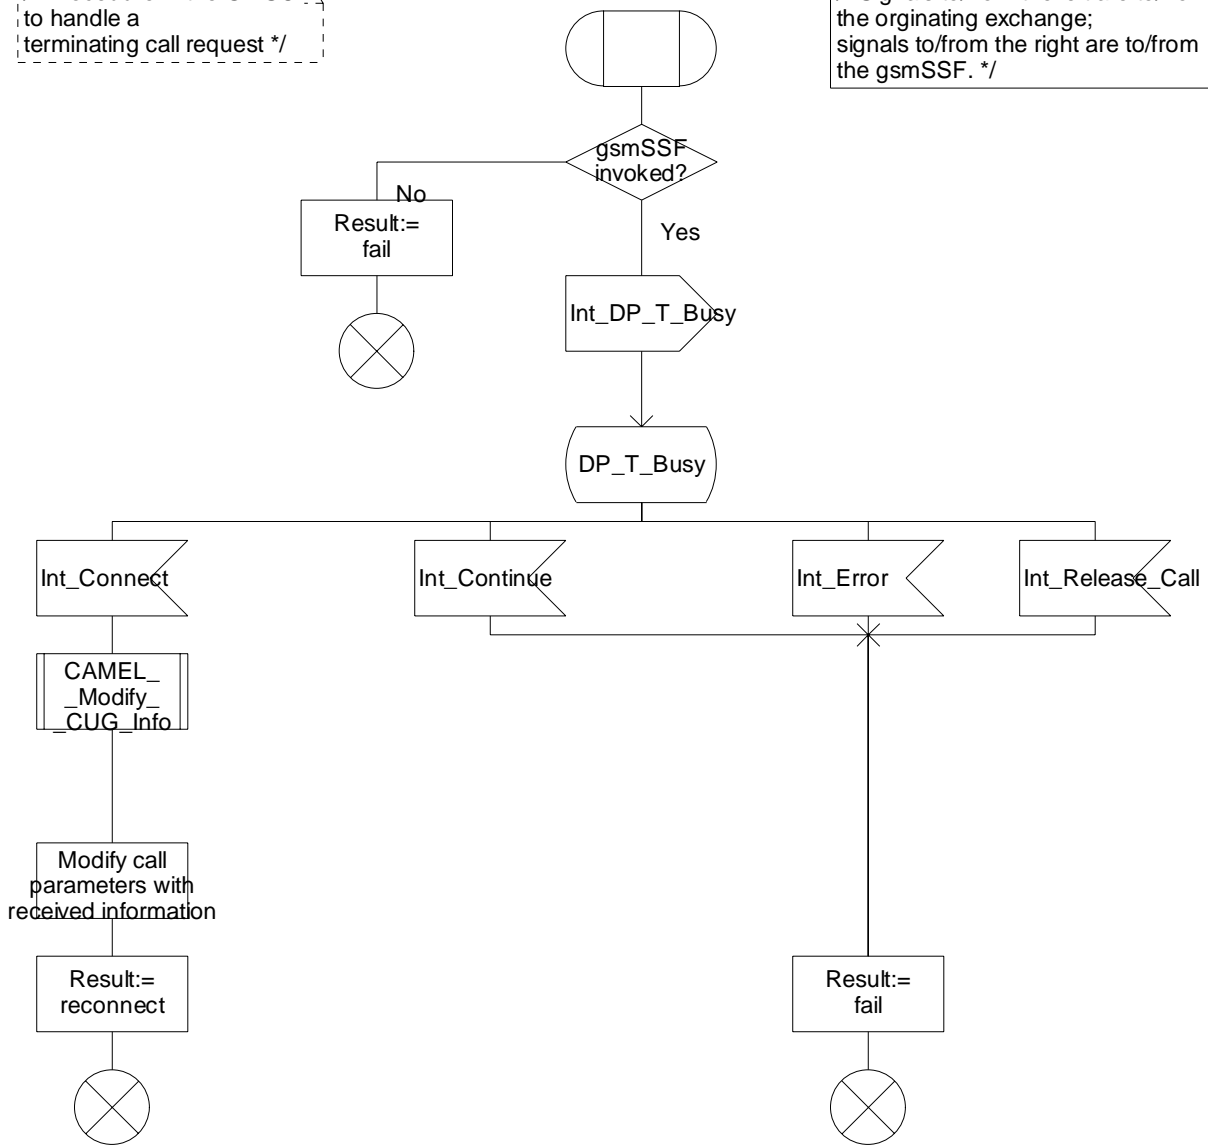 to handle a
terminating call request */
the orginating exchange;
signals to/from the right are to/from
the gsmSSF. */
gsmSSF
invoked?
No
Yes
Result:=
fail
Int_DP_T_Busy
DP_T_Busy
Int_Connect
Int_Continue
Int_Error
Int_Release_Call
CAMEL_
_Modify_
_CUG_Info
Modify call
parameters with
received information
Result:=
reconnect
Result:=
fail